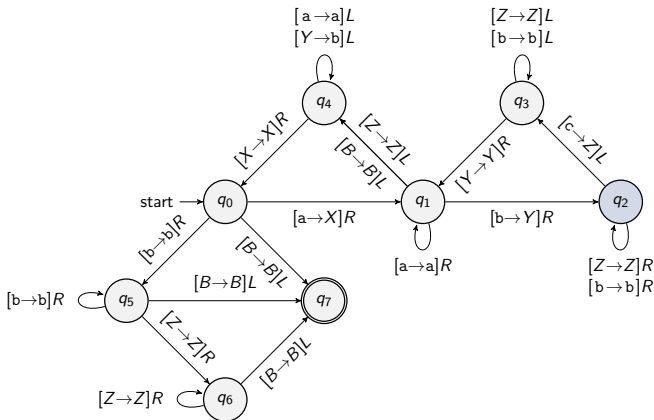 [a→a]L
[Y→b]L
[Z→Z]L
[b→b]L
q4
q3
[X→X]R
[Z→Z]L
[B→B]L
[Y→Y]R
[c→Z]L
start
q0
[a→X]R
q1
[b→Y]R
q2
[b→b]R
[B→B]L
[a→a]R
[Z→Z]R
[b→b]R
[b→b]R
q5
[B→B]L
q7
[Z→Z]R
[B→B]L
[Z→Z]R
q6